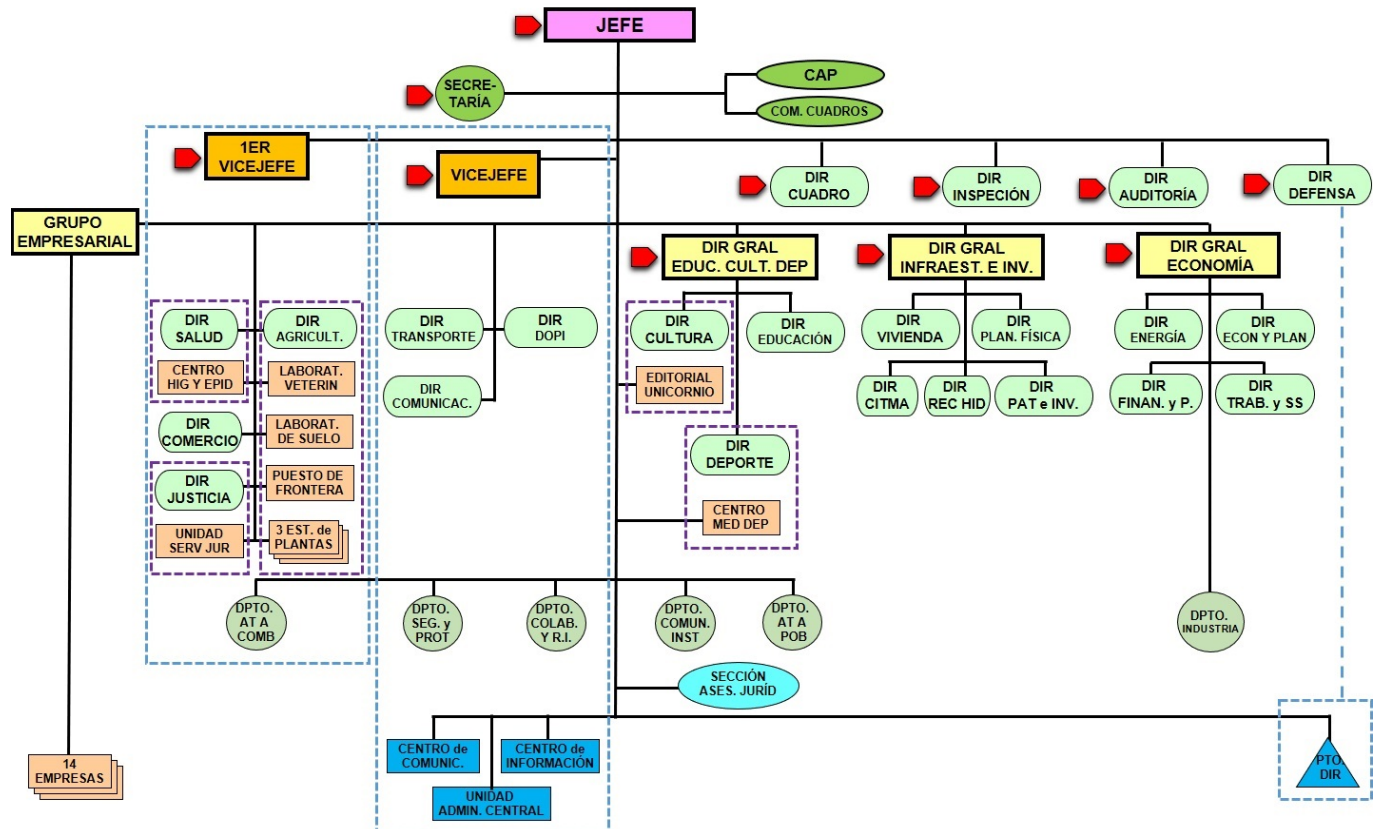 JEFE
SECRE-
TARÍA
CAP
COM. CUADROS
1ER
VICEJEFE
VICEJEFE
DIR
CUADRO
DIR
INSPECIÓN
DIR
AUDITORÍA
DIR
DEFENSA
GRUPO
EMPRESARIAL
DIR GRAL
EDUC. CULT. DEP
DIR GRAL
INFRAEST. E INV.
DIR GRAL
ECONOMÍA
DIR
SALUD
DIR
AGRICULT.
DIR
TRANSPORTE
DIR
DOPI
DIR
CULTURA
DIR
EDUCACIÓN
DIR
VIVIENDA
DIR
PLAN. FÍSICA
DIR
ENERGÍA
DIR
ECON Y PLAN
CENTRO
HIG Y EPID
LABORAT.
VETERIN
DIR
COMUNICAC.
EDITORIAL
UNICORNIO
DIR
CITMA
DIR
REC HID
DIR
PAT e INV.
DIR
FINAN. y P.
DIR
TRAB. y SS
DIR
COMERCIO
LABORAT.
DE SUELO
DIR
DEPORTE
DIR
JUSTICIA
PUESTO DE
FRONTERA
CENTRO
MED DEP
UNIDAD
SERV JUR
3 EST. de
PLANTAS
DPTO.
AT A
COMB
DPTO.
SEG. y
PROT
DPTO.
COLAB.
Y R.I.
DPTO.
COMUN.
INST
DPTO.
AT A
POB
DPTO.
INDUSTRIA
SECCIÓN
ASES. JURÍD
14
EMPRESAS
CENTRO de
COMUNIC.
CENTRO de
INFORMACIÓN
UNIDAD
ADMIN. CENTRAL
PTO.
DIR